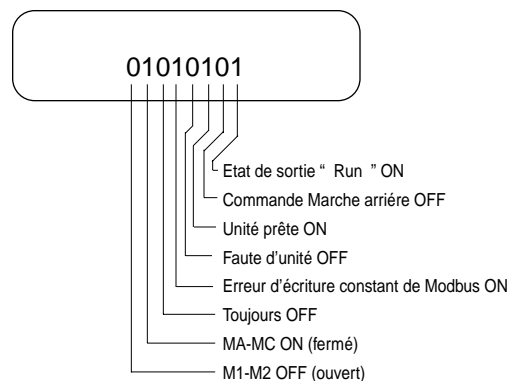 01010101
Etat de sortie “ Run ” ON
Commande Marche arriére OFF
Unité prête ON
Faute d'unité OFF
Erreur d'écriture constant de Modbus ON
Toujours OFF
MA-MC ON (fermé)
M1-M2 OFF (ouvert)